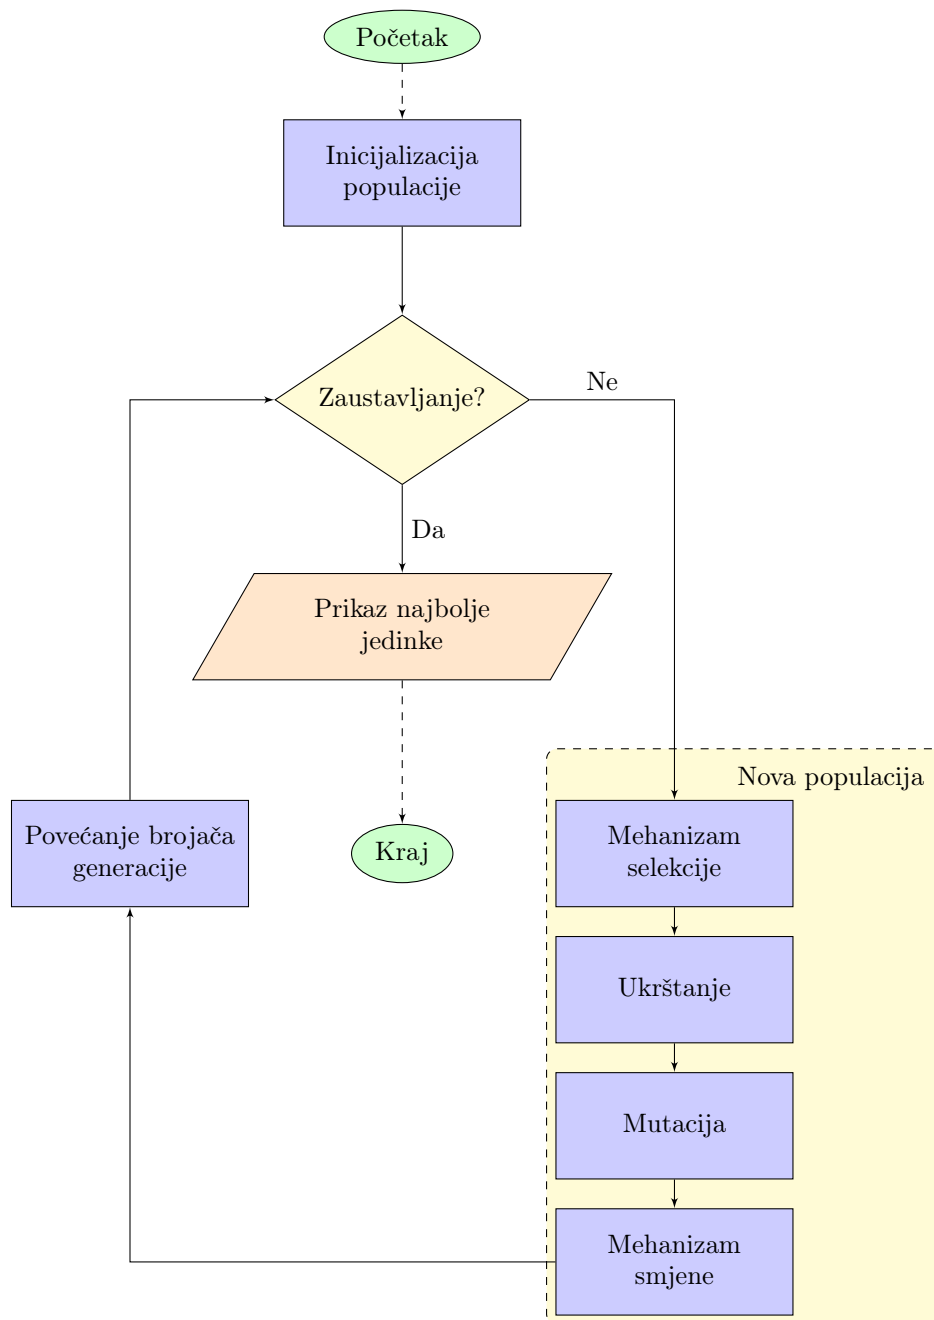 Početak
Inicijalizacija
populacije
Zaustavljanje?
Ne
Da
Prikaz najbolje
jedinke
Nova populacija
Povećanje brojača
generacije
Kraj
Mehanizam
selekcije
Ukrštanje
Mutacija
Mehanizam
smjene